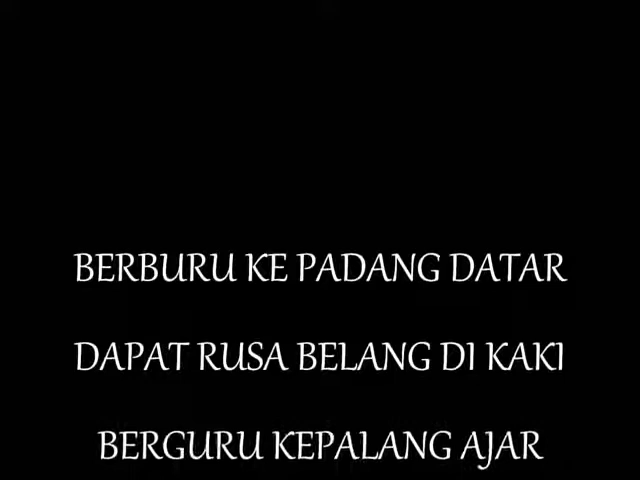 BERBURU KE PADANG DATAR
DAPAT RUSA BELANG DI KAKI
BERGURU KEPALANG AJAR